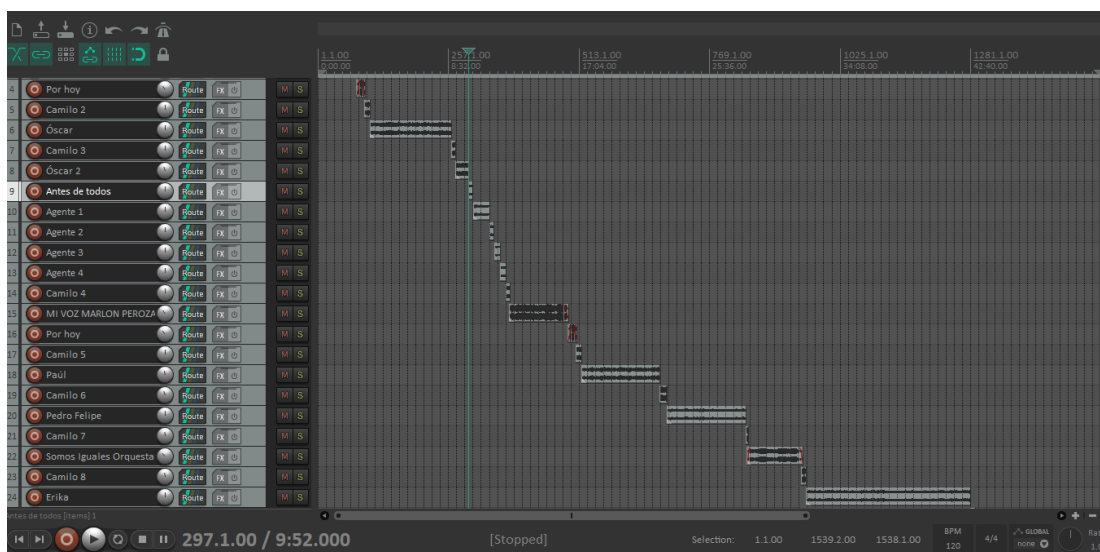 1.1.00 257.1.00 513.1.00 769.1.00 1025.1.00 1281.1.00
0:00.00 8:32.00 17:04.00 25:36.00 34:08.00 42:40.00
4 Por hoy Route FX M S
5 Camilo 2 Route FX M S
6 Óscar Route FX M S
7 Camilo 3 Route FX M S
8 Óscar 2 Route FX M S
9 Antes de todos Route FX M S
10 Agente 1 Route FX M S
11 Agente 2 Route FX M S
12 Agente 3 Route FX M S
13 Agente 4 Route FX M S
14 Camilo 4 Route FX M S
15 MI VOZ MARLON PEROZA Route FX M S
16 Por hoy Route FX M S
17 Camilo 5 Route FX M S
18 Paúl Route FX M S
19 Camilo 6 Route FX M S
20 Pedro Felipe Route FX M S
21 Camilo 7 Route FX M S
22 Somos Iguales Orquesta Route FX M S
23 Camilo 8 Route FX M S
24 Erika Route FX M S
Antes de todos [items] 1
297.1.00 / 9:52.000 [Stopped] Selection: 1.1.00 1539.2.00 1538.1.00 BPM 120 4/4 GLOBAL none